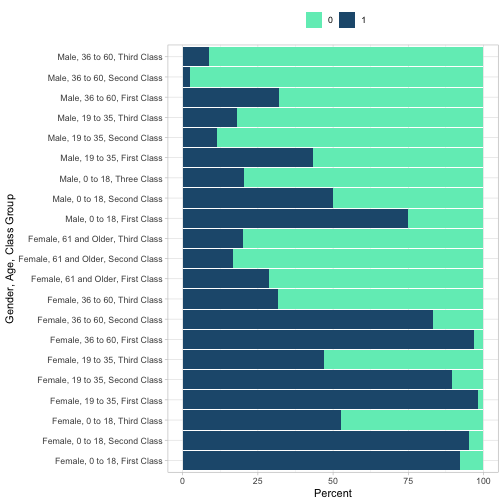 0 1
Male, 36 to 60, Third Class
Male, 36 to 60, Second Class
Male, 36 to 60, First Class
Male, 19 to 35, Third Class
Male, 19 to 35, Second Class
Male, 19 to 35, First Class
Male, 0 to 18, Three Class
Male, 0 to 18, Second Class
Male, 0 to 18, First Class
Female, 61 and Older, Third Class
Female, 61 and Older, Second Class
Female, 61 and Older, First Class
Female, 36 to 60, Third Class
Female, 36 to 60, Second Class
Female, 36 to 60, First Class
Female, 19 to 35, Third Class
Female, 19 to 35, Second Class
Female, 19 to 35, First Class
Female, 0 to 18, Third Class
Female, 0 to 18, Second Class
Female, 0 to 18, First Class
Gender, Age, Class Group
0 25 50 75 100
Percent